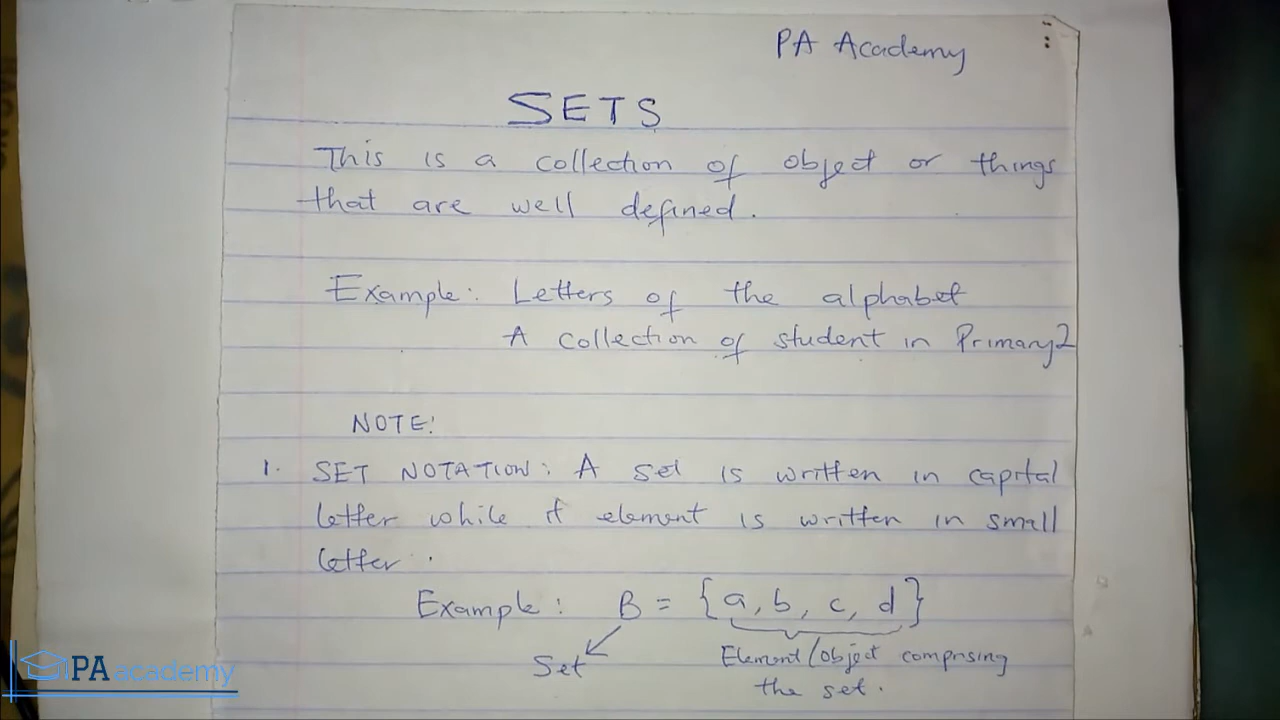 PA Academy
SETS
This is a collection of object or things
that are well defined.
Example: Letters of the alphabet
A collection of student in Primary 2
NOTE:
1. SET NOTATION: A set is written in capital
letter while it element is written in small
letter.
Example: B = {a, b, c, d}
Set
Element/object comprising
the set.
PA academy